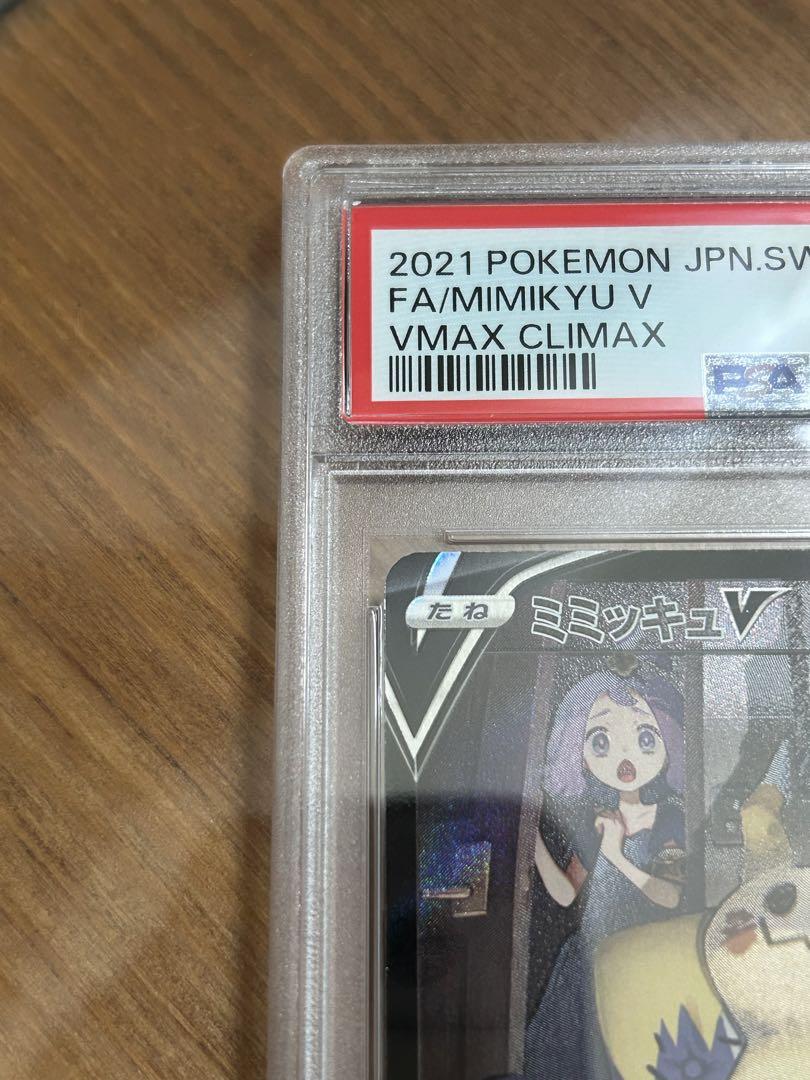 2021 POKEMON JPN.SW
FA/MIMIKYU V
VMAX CLIMAX
PSA
たね
ミミッキュV